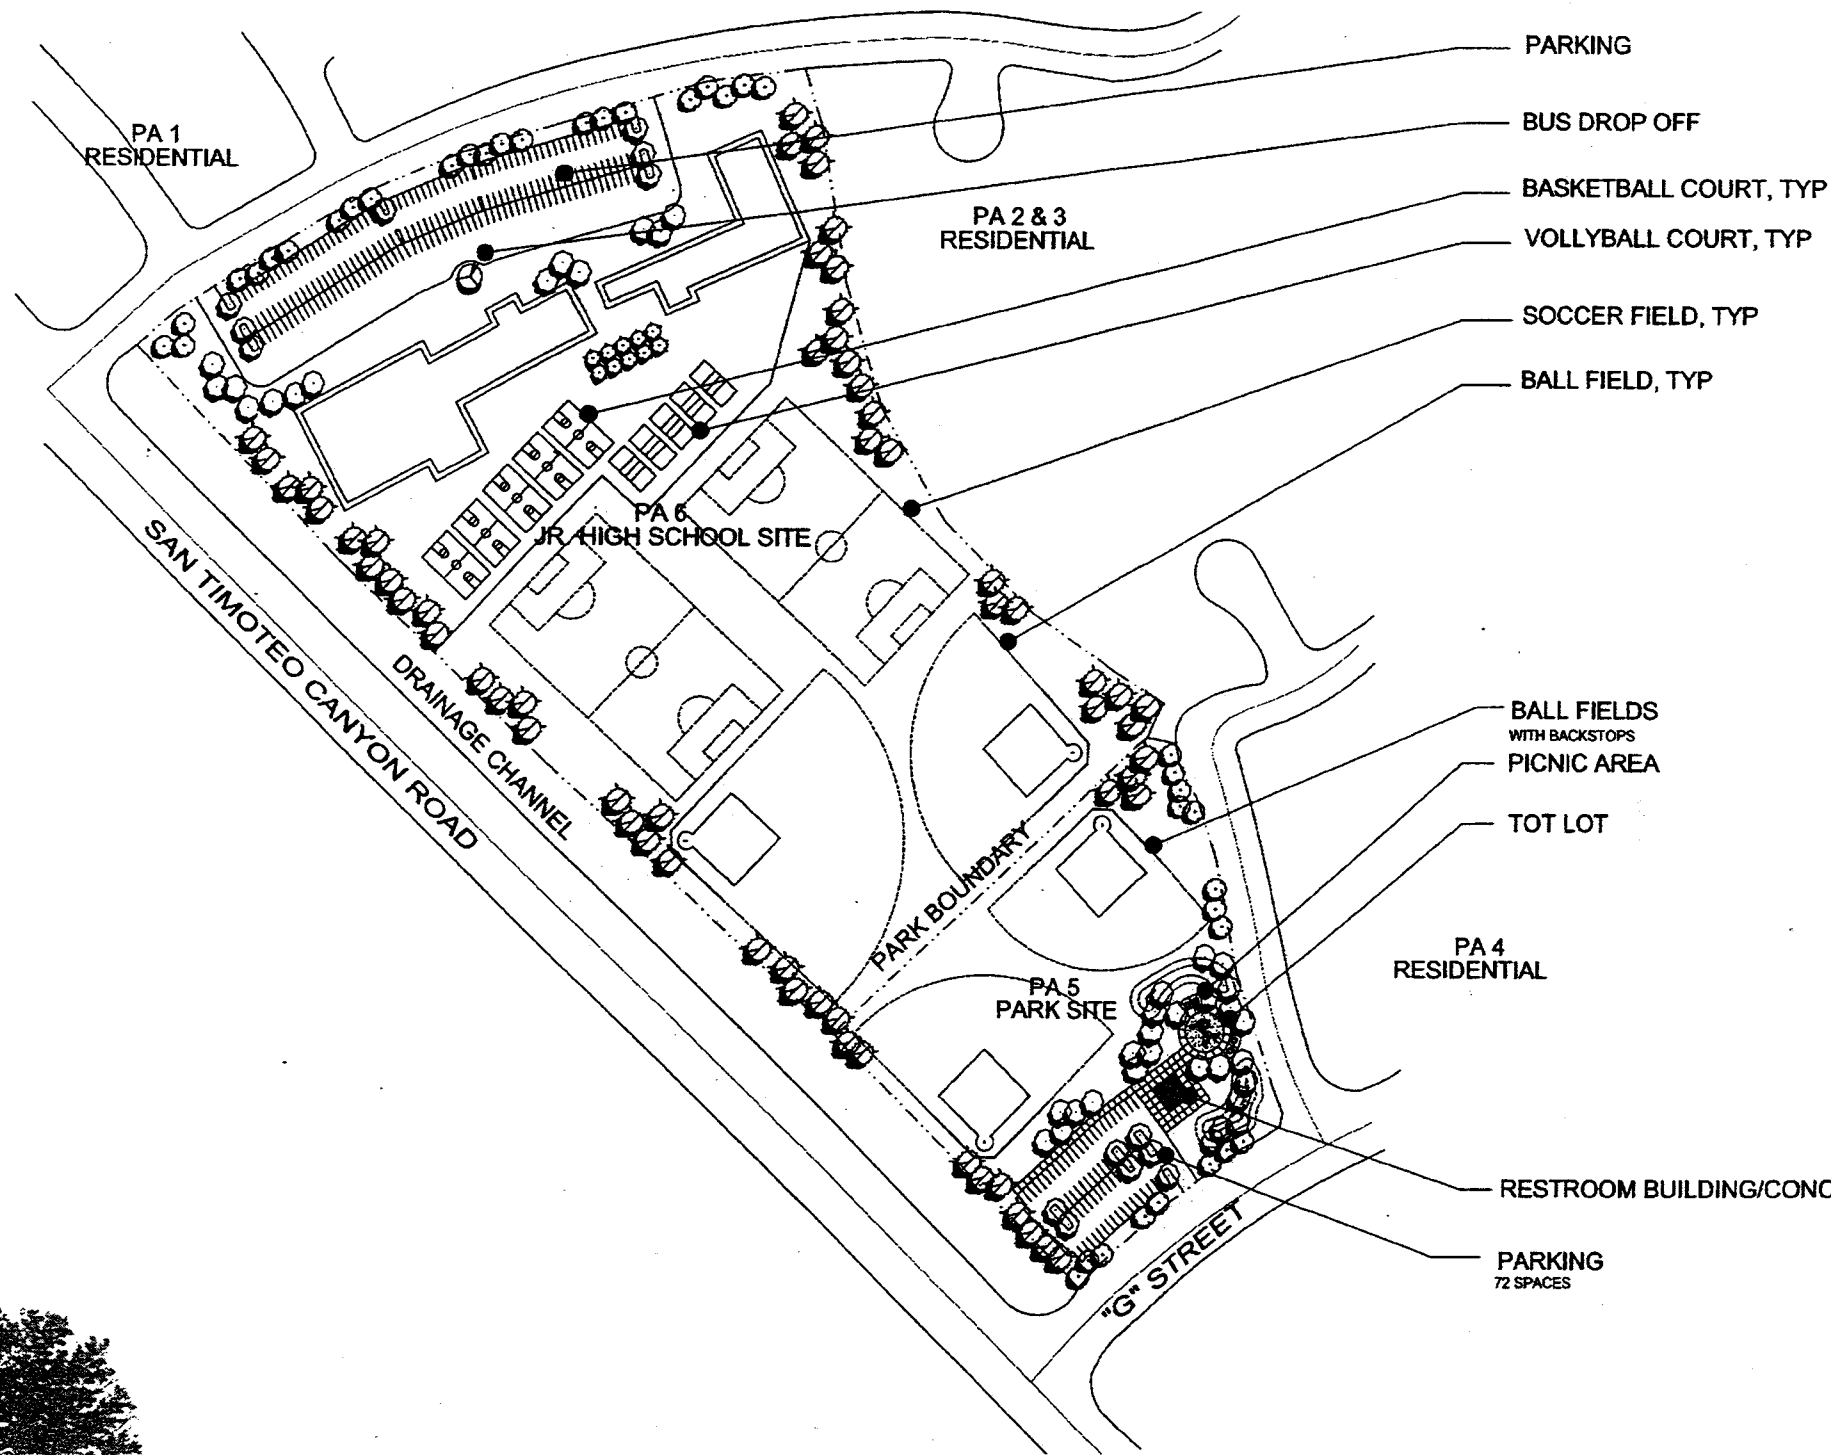 PARKING
BUS DROP OFF
PA 1
RESIDENTIAL
BASKETBALL COURT, TYP
PA 2 & 3
RESIDENTIAL
VOLLYBALL COURT, TYP
SOCCER FIELD, TYP
BALL FIELD, TYP
PA 6
JR. HIGH SCHOOL SITE
SAN TIMOTEO CANYON ROAD
DRAINAGE CHANNEL
BALL FIELDS
WITH BACKSTOPS
PICNIC AREA
TOT LOT
PARK BOUNDARY
PA 4
RESIDENTIAL
PA 5
PARK SITE
RESTROOM BUILDING/CONC
"G" STREET
PARKING
72 SPACES